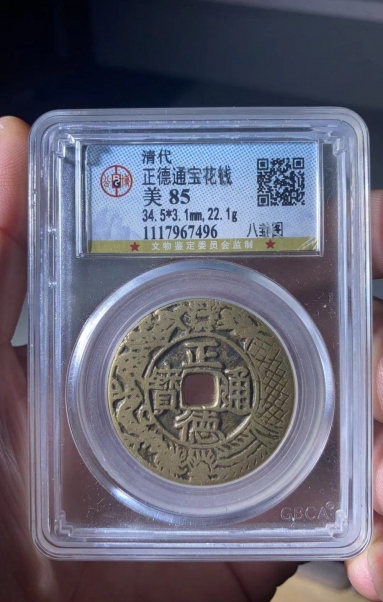 清代
正德通宝花钱
美 85
34.5*3.1mm,22.1g
1117967496 八卦图
★ 文物鉴定委员会监制 ★
正
寶 通
德
GBCA